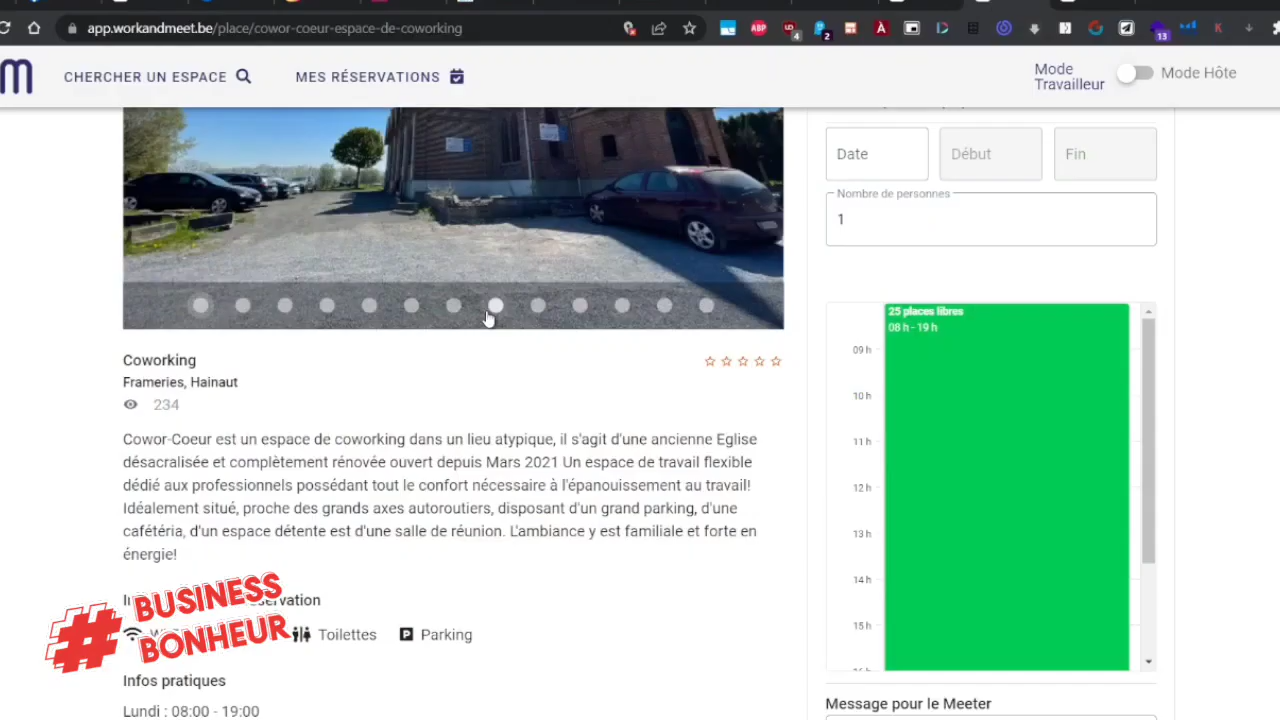 app.workandmeet.be/place/cowor-coeur-espace-de-coworking
m
CHERCHER UN ESPACE
MES RÉSERVATIONS
Mode
Travailleur
Mode Hôte
Date
Début
Fin
Nombre de personnes
1
25 places libres
08 h - 19 h
09 h
10 h
11 h
12 h
13 h
14 h
15 h
Coworking
Frameries, Hainaut
234
Cowor-Coeur est un espace de coworking dans un lieu atypique, il s'agit d'une ancienne Eglise
désacralisée et complètement rénovée ouvert depuis Mars 2021 Un espace de travail flexible
dédié aux professionnels possédant tout le confort nécessaire à l'épanouissement au travail!
Idéalement situé, proche des grands axes autoroutiers, disposant d'un grand parking, d'une
cafétéria, d'un espace détente est d'une salle de réunion. L'ambiance y est familiale et forte en
énergie!
Toilettes
Parking
#BUSINESS
BONHEUR
Infos pratiques
Lundi : 08:00 - 19:00
Message pour le Meeter